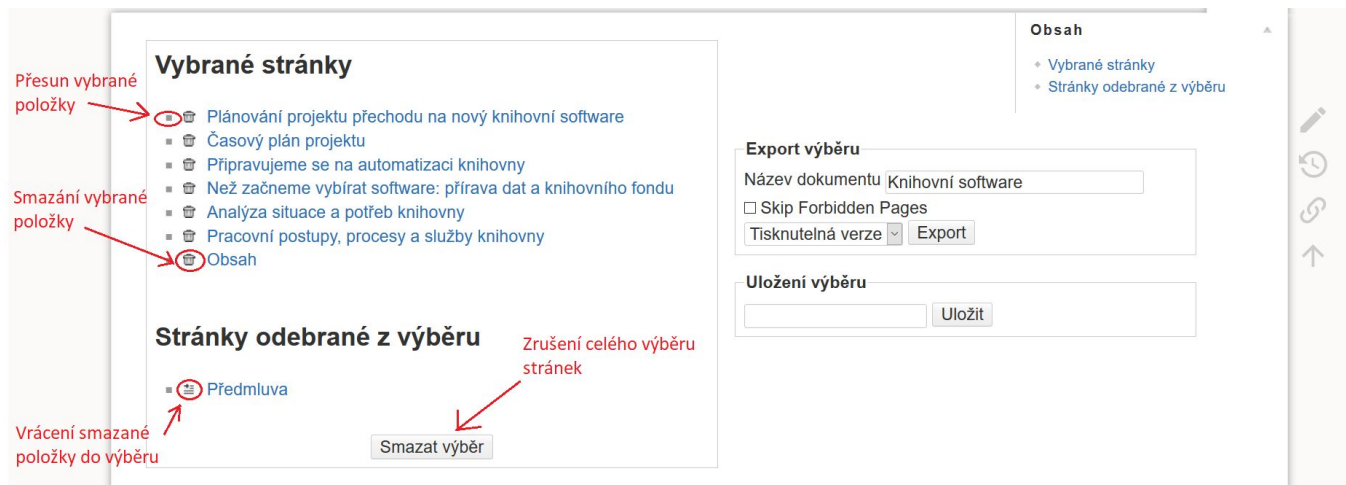 Obsah
Vybrané stránky
Stránky odebrané z výběru
Vybrané stránky
Přesun vybrané
položky
Plánování projektu přechodu na nový knihovní software
Časový plán projektu
Připravujeme se na automatizaci knihovny
Než začneme vybírat software: přírava dat a knihovního fondu
Analýza situace a potřeb knihovny
Pracovní postupy, procesy a služby knihovny
Obsah
Smazání vybrané
položky
Export výběru
Název dokumentu Knihovní software
Skip Forbidden Pages
Tisknutelná verze Export
Uložení výběru
Uložit
Stránky odebrané z výběru
Zrušení celého výběru
stránek
Předmluva
Vrácení smazané
položky do výběru
Smazat výběr